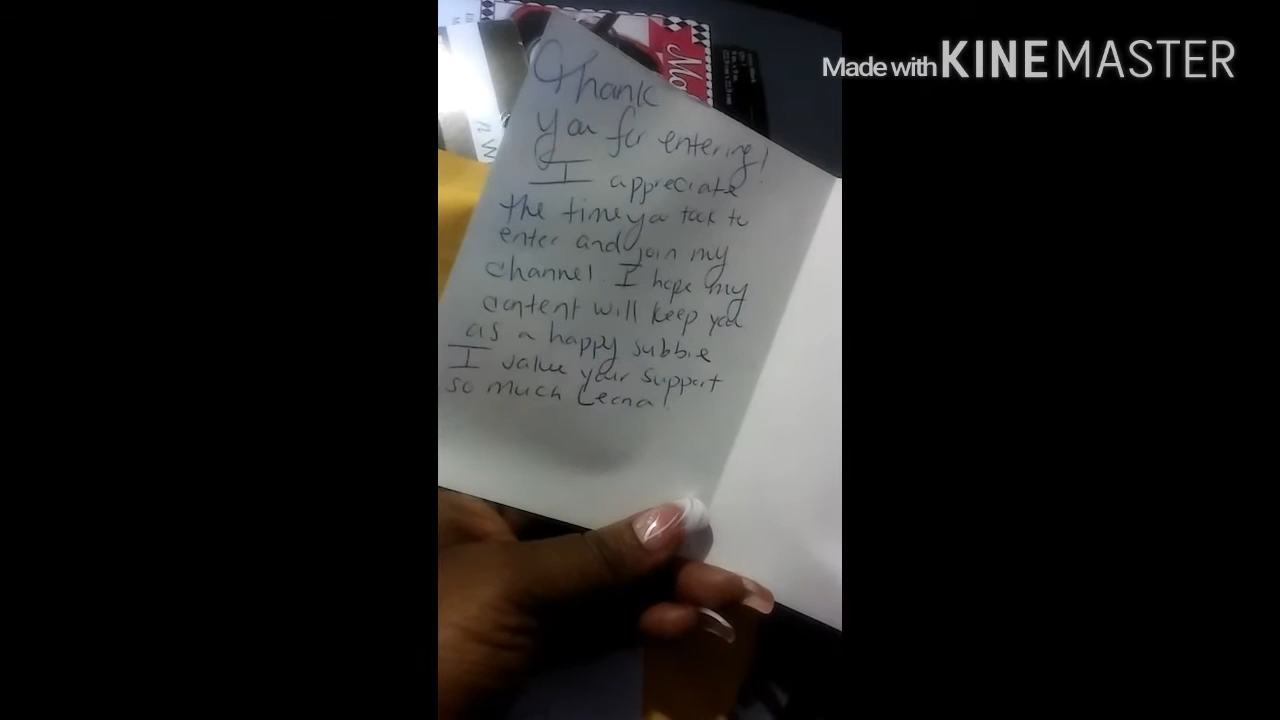 Made with KINEMASTER
Mo
Thank
you for entering!
I appreciate
the time you took to
enter and join my
channel. I hope my
content will keep you
as a happy subbie
I value your support
so much Leona!